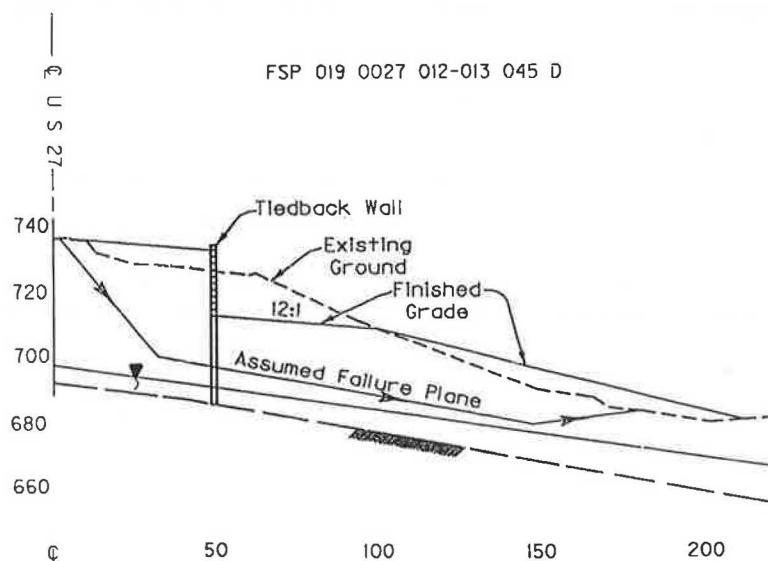 FSP 019 0027 012-013 045 D
℄ U S 27
Tiedback Wall
Existing
Ground
Finished
Grade
12:1
Assumed Failure Plane
740
720
700
680
660
℄ 50 100 150 200